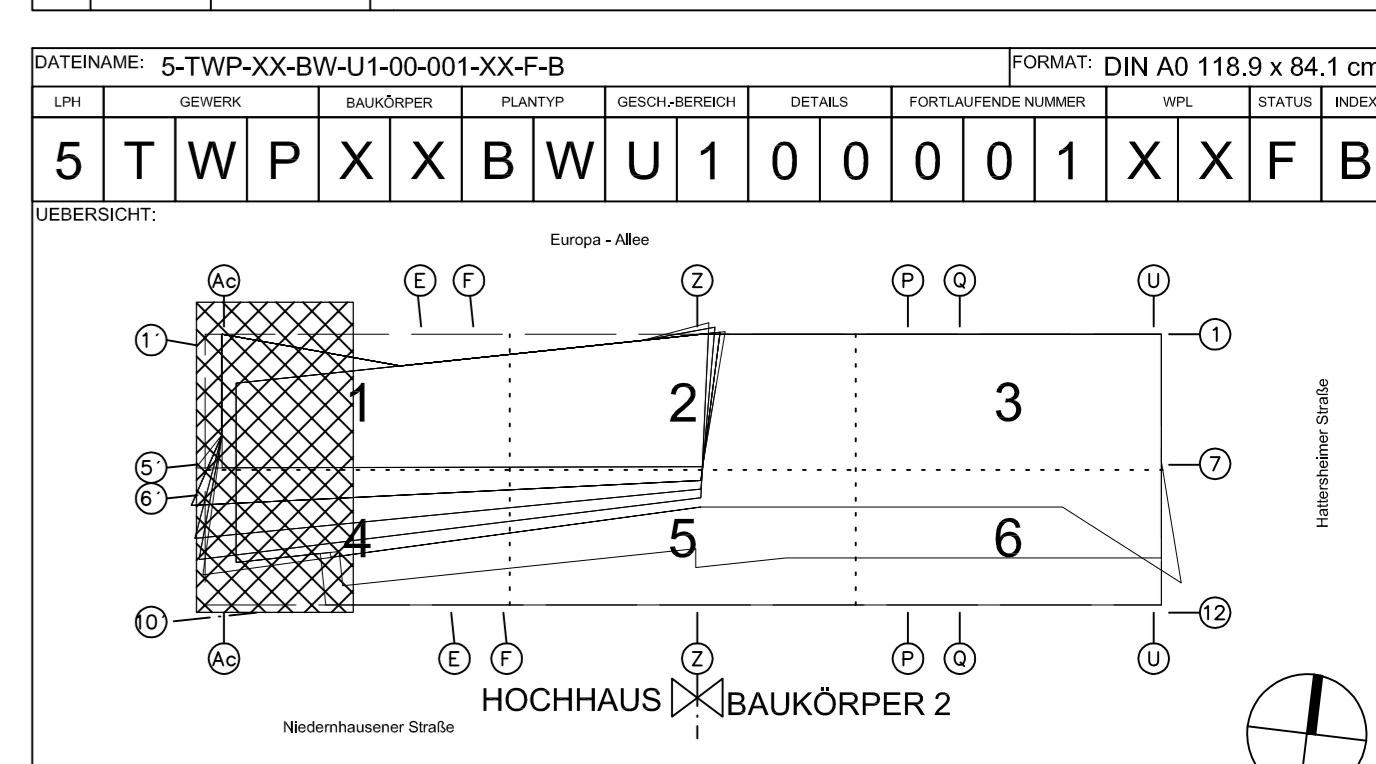 DATEINAME: 5-TWP-XX-BW-U1-00-001-XX-F-B FORMAT: DIN A0 118.9 x 84.1 cm
LPH GEWERK BAUKÖRPER PLANTYP GESCH.-BEREICH DETAILS FORTLAUFENDE NUMMER WPL STATUS INDEX
5 T W P X X B W U 1 0 0 0 0 1 X X F B
UEBERSICHT:
Europa - Allee
Ac E F Z P Q U
1´ 1
1 2 3
Hattersheimer Straße
5´ 7
6´
4 5 6
10´ 12
Ac E F Z P Q U
HOCHHAUS BAUKÖRPER 2
Niedernhausener Straße